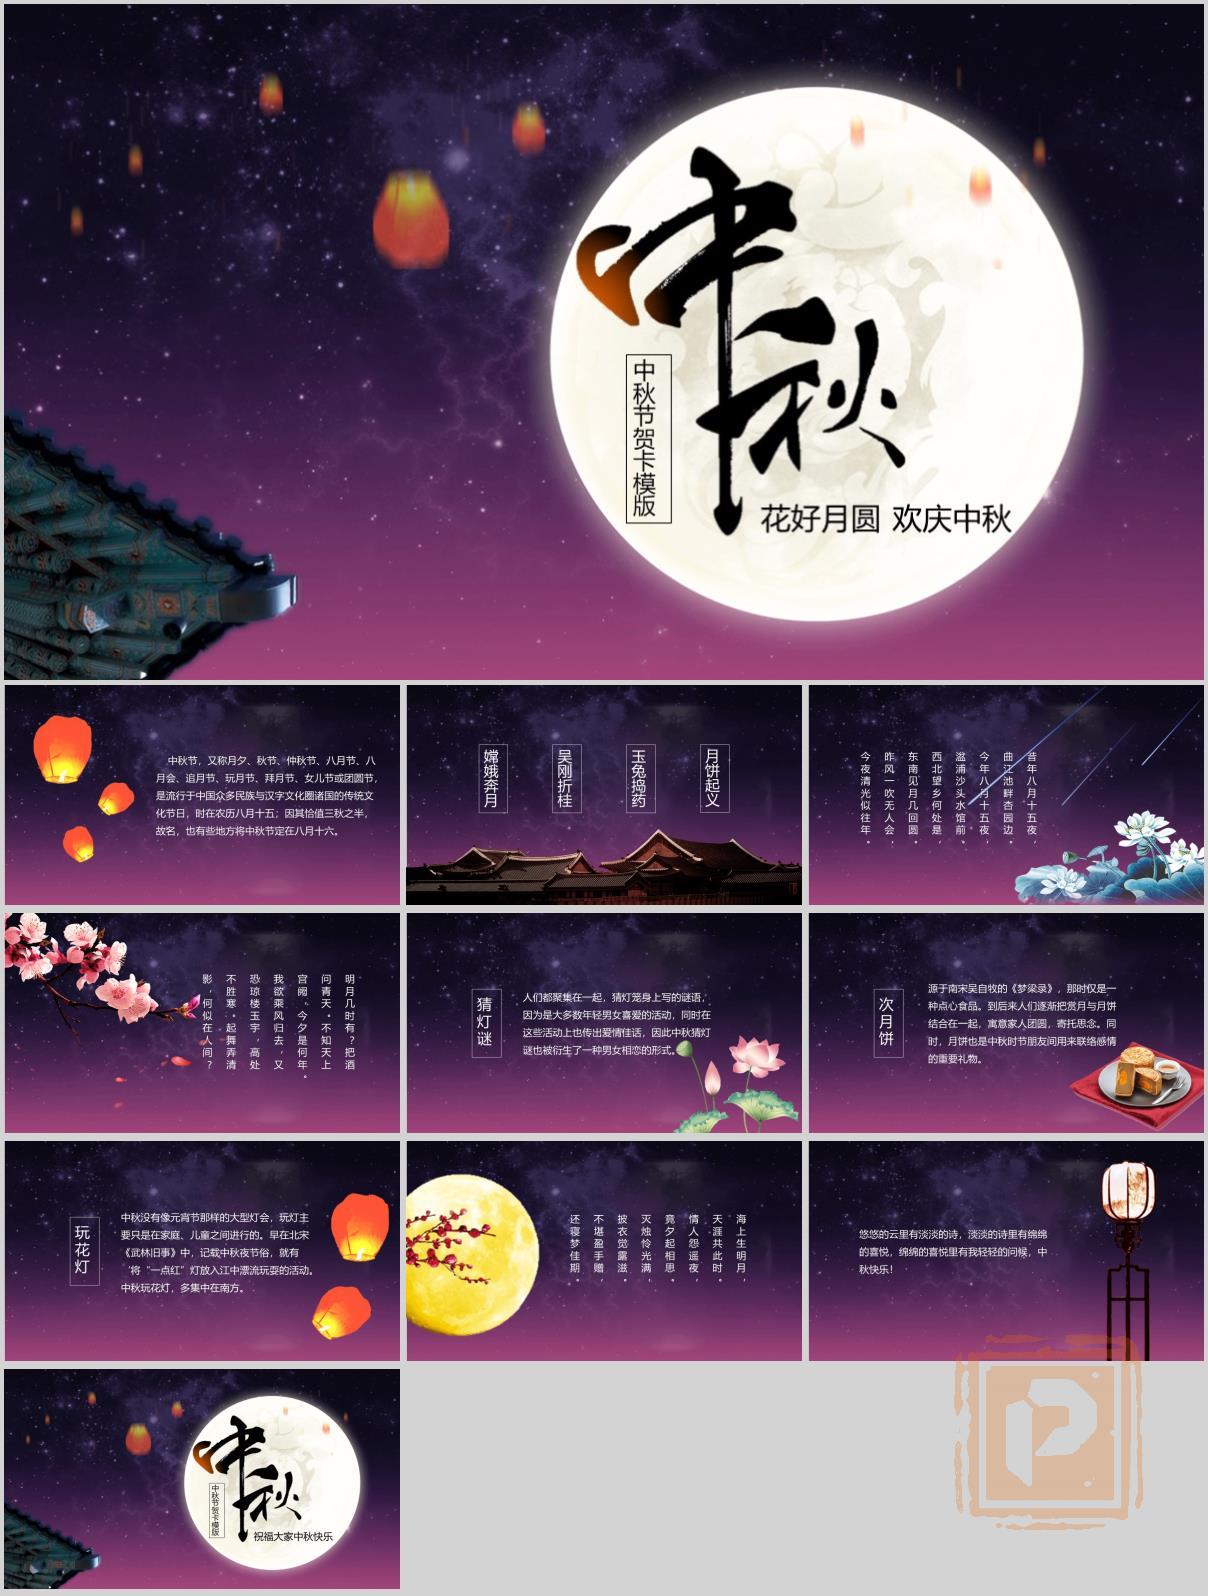 中秋
中秋节贺卡模版
花好月圆 欢庆中秋
中秋节，又称月夕、秋节、仲秋节、八月节、八
月会、追月节、玩月节、拜月节、女儿节或团圆节，
是流行于中国众多民族与汉字文化圈诸国的传统文
化节日，时在农历八月十五；因其恰值三秋之半，
故名，也有些地方将中秋节定在八月十六。
嫦娥奔月
吴刚折桂
玉兔捣药
月饼起义
昔年八月十五夜，
曲江池畔杏园边。
今年八月十五夜，
湓浦沙头水馆前。
西北望乡何处是，
东南见月几回圆。
昨风一吹无人会，
今夜清光似往年。
明月几时有？把酒
问青天。不知天上
宫阙，今夕是何年。
我欲乘风归去，又
恐琼楼玉宇，高处
不胜寒。起舞弄清
影，何似在人间？
猜灯谜
人们都聚集在一起，猜灯笼身上写的谜语，
因为是大多数年轻男女喜爱的活动，同时在
这些活动上也传出爱情佳话，因此中秋猜灯
谜也被衍生了一种男女相恋的形式。
次月饼
源于南宋吴自牧的《梦梁录》，那时仅是一
种点心食品。到后来人们逐渐把赏月与月饼
结合在一起，寓意家人团圆，寄托思念。同
时，月饼也是中秋时节朋友间用来联络感情
的重要礼物。
玩花灯
中秋没有像元宵节那样的大型灯会，玩灯主
要只是在家庭、儿童之间进行的。早在北宋
《武林旧事》中，记载中秋夜节俗，就有
‘将“一点红”灯放入江中漂流玩耍的活动。
中秋玩花灯，多集中在南方。
海上生明月，
天涯共此时。
情人怨遥夜，
竟夕起相思。
灭烛怜光满，
披衣觉露滋。
不堪盈手赠，
还寝梦佳期。
悠悠的云里有淡淡的诗，淡淡的诗里有绵绵
的喜悦，绵绵的喜悦里有我轻轻的问候，中
秋快乐！
中秋
中秋节贺卡模版
祝福大家中秋快乐